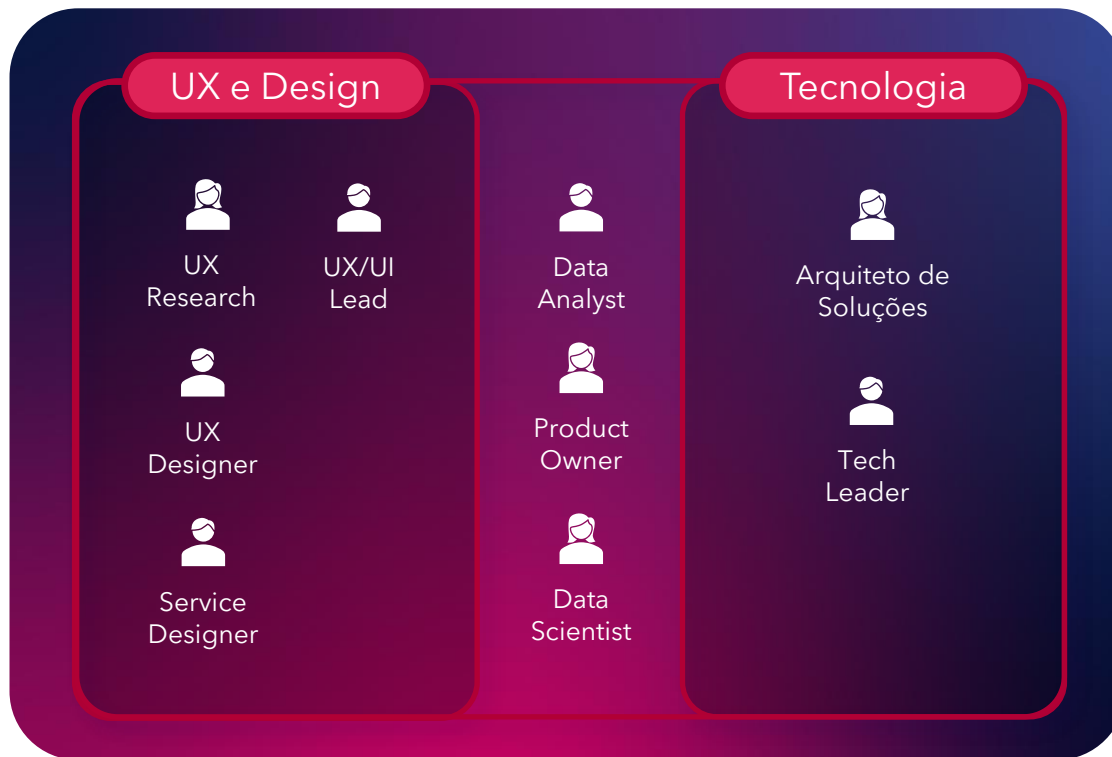 UX e Design
Tecnologia
UX
Research
UX/UI
Lead
UX
Designer
Service
Designer
Data
Analyst
Product
Owner
Data
Scientist
Arquiteto de
Soluções
Tech
Leader